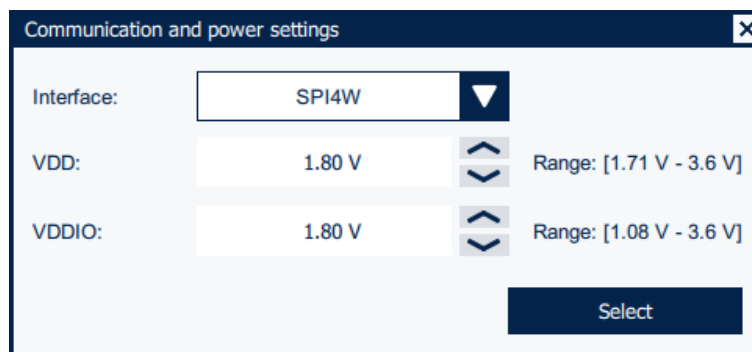 Communication and power settings
Interface: SPI4W
VDD: 1.80 V Range: [1.71 V - 3.6 V]
VDDIO: 1.80 V Range: [1.08 V - 3.6 V]
Select